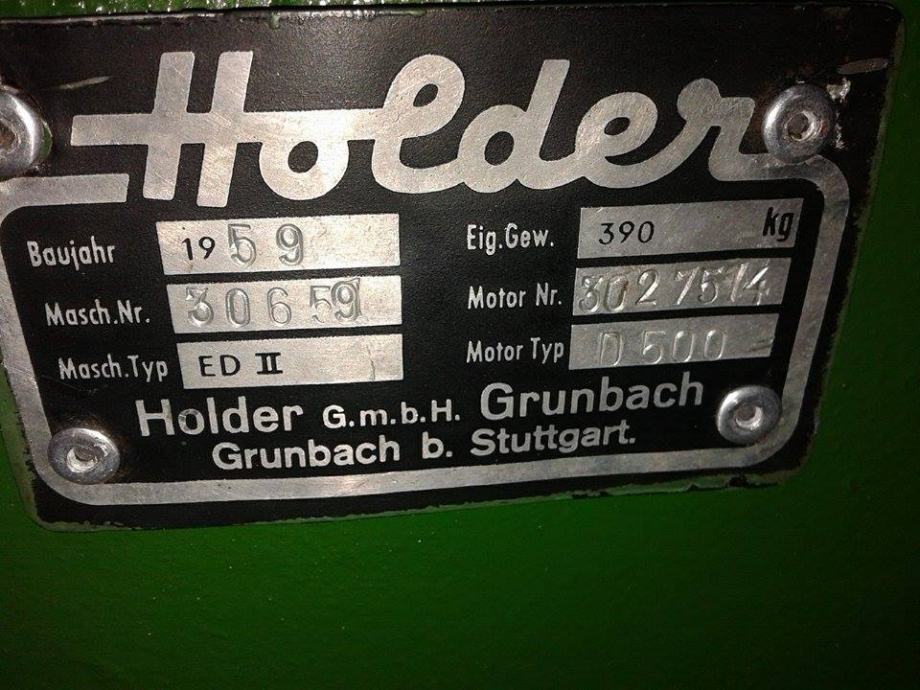 Holder
Baujahr 1959 Eig.Gew. 390 kg
Masch.Nr. 30659 Motor Nr. 3027514
Masch.Typ ED II Motor Typ D 500
Holder G.m.b.H. Grunbach
Grunbach b. Stuttgart.